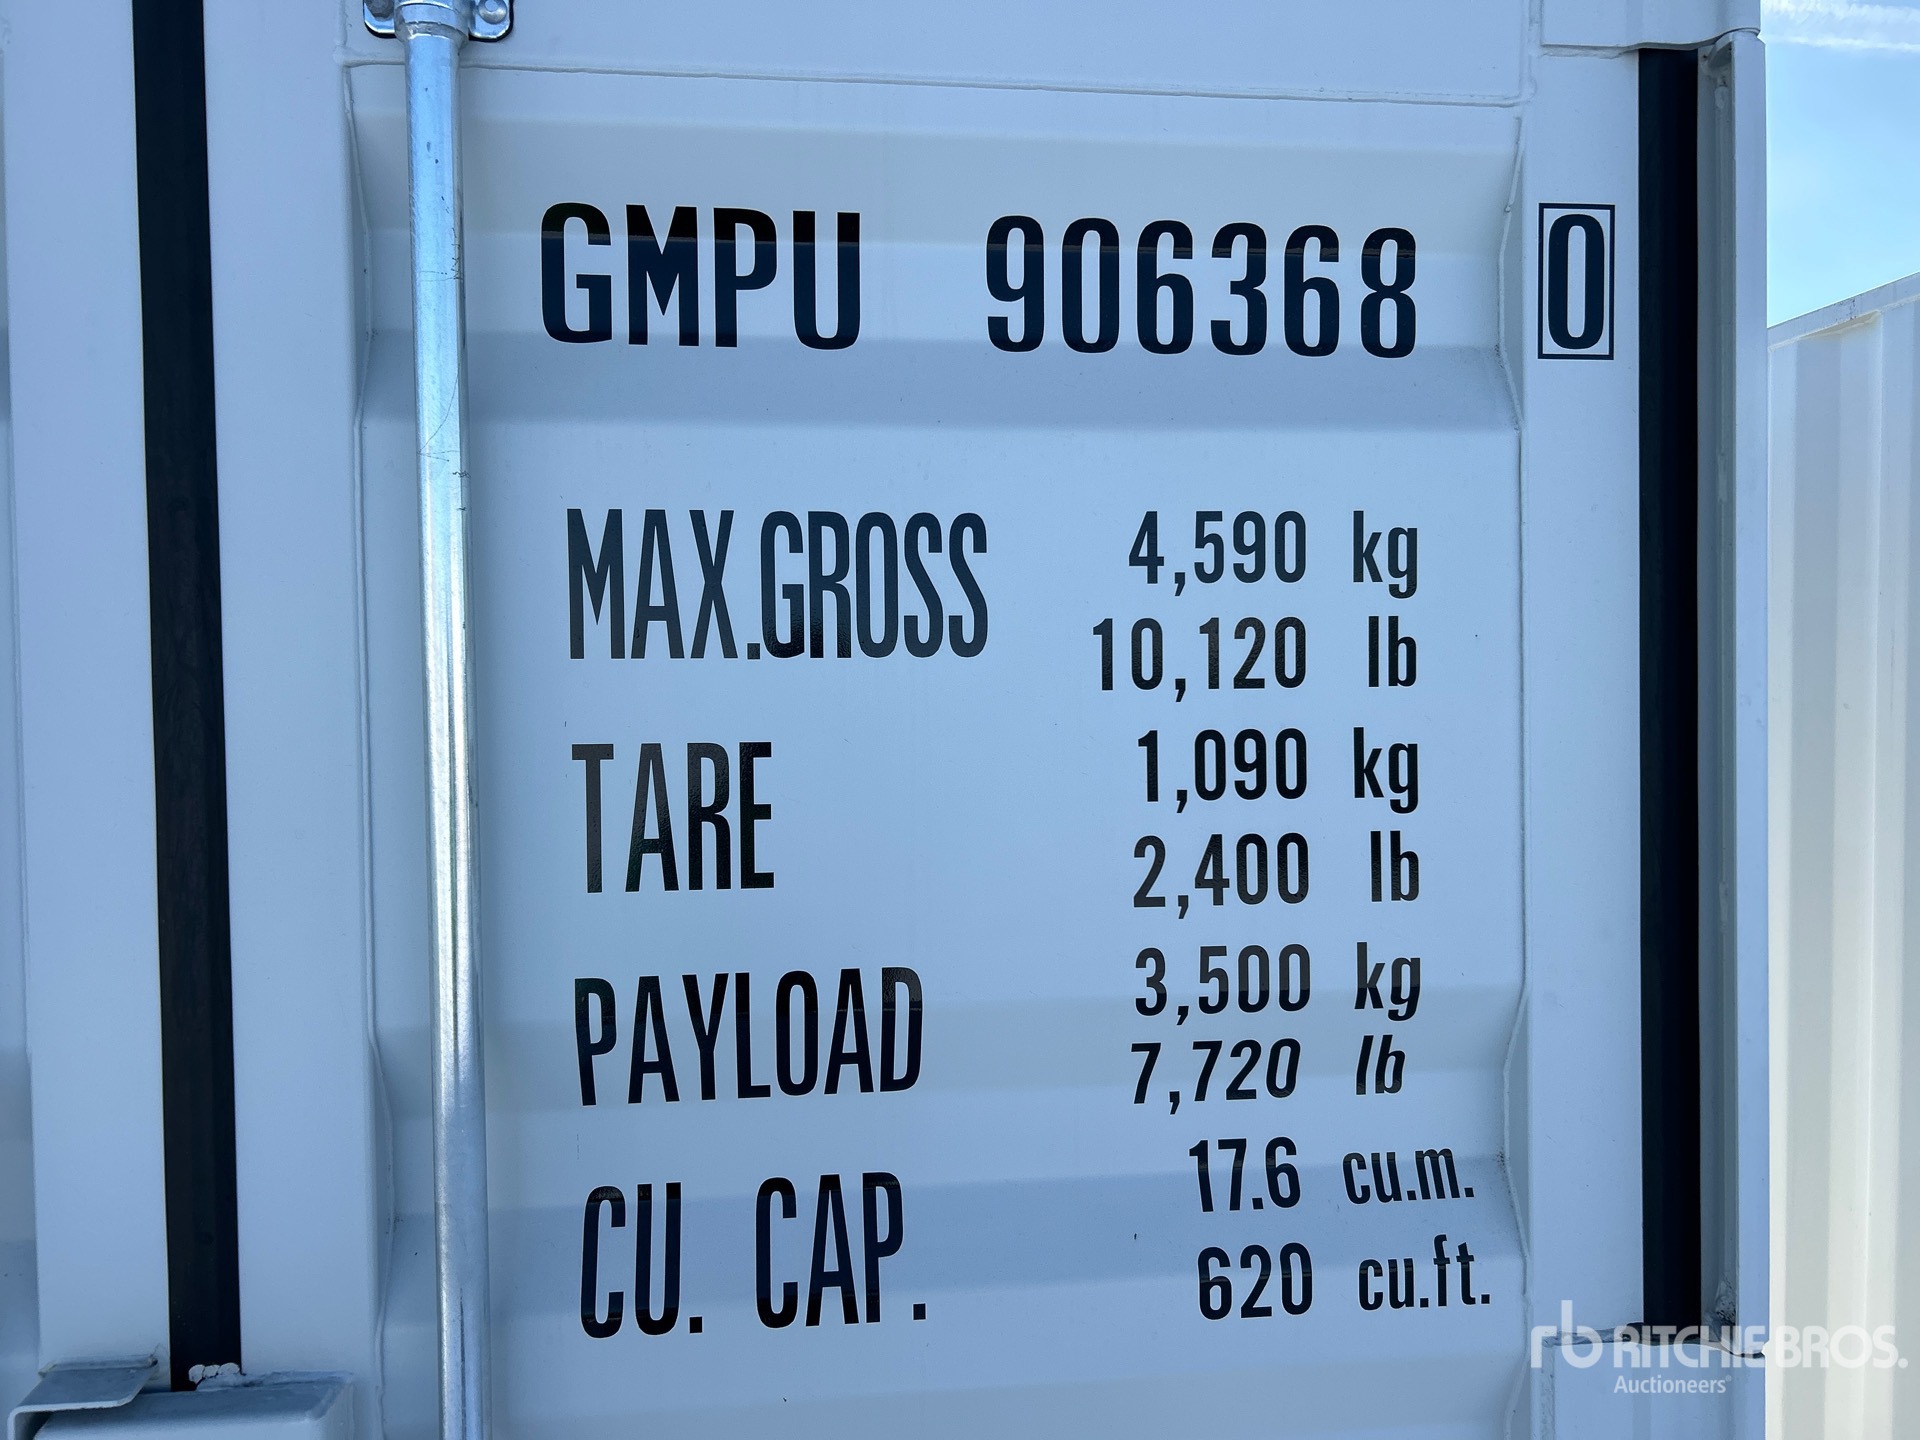 GMPU 906368 0
MAX.GROSS 4,590 kg
10,120 lb
TARE 1,090 kg
2,400 lb
PAYLOAD 3,500 kg
7,720 lb
CU. CAP. 17.6 cu.m.
620 cu.ft.
rb RITCHIE BROS.
Auctioneers